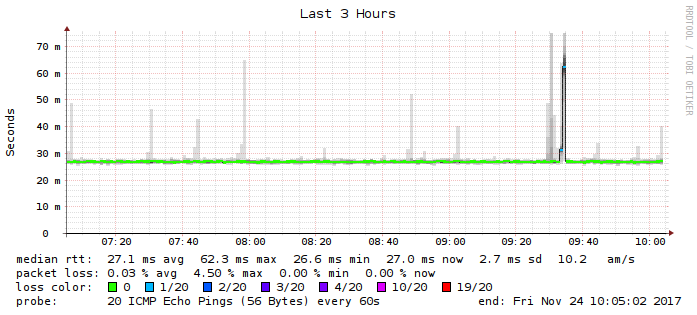 Last 3 Hours
RRDTOOL / TOBI OETIKER
Seconds
70 m
60 m
50 m
40 m
30 m
20 m
10 m
0
07:20 07:40 08:00 08:20 08:40 09:00 09:20 09:40 10:00
median rtt: 27.1 ms avg 62.3 ms max 26.6 ms min 27.0 ms now 2.7 ms sd 10.2 am/s
packet loss: 0.03 % avg 4.50 % max 0.00 % min 0.00 % now
loss color: 0 1/20 2/20 3/20 4/20 10/20 19/20
probe: 20 ICMP Echo Pings (56 Bytes) every 60s end: Fri Nov 24 10:05:02 2017